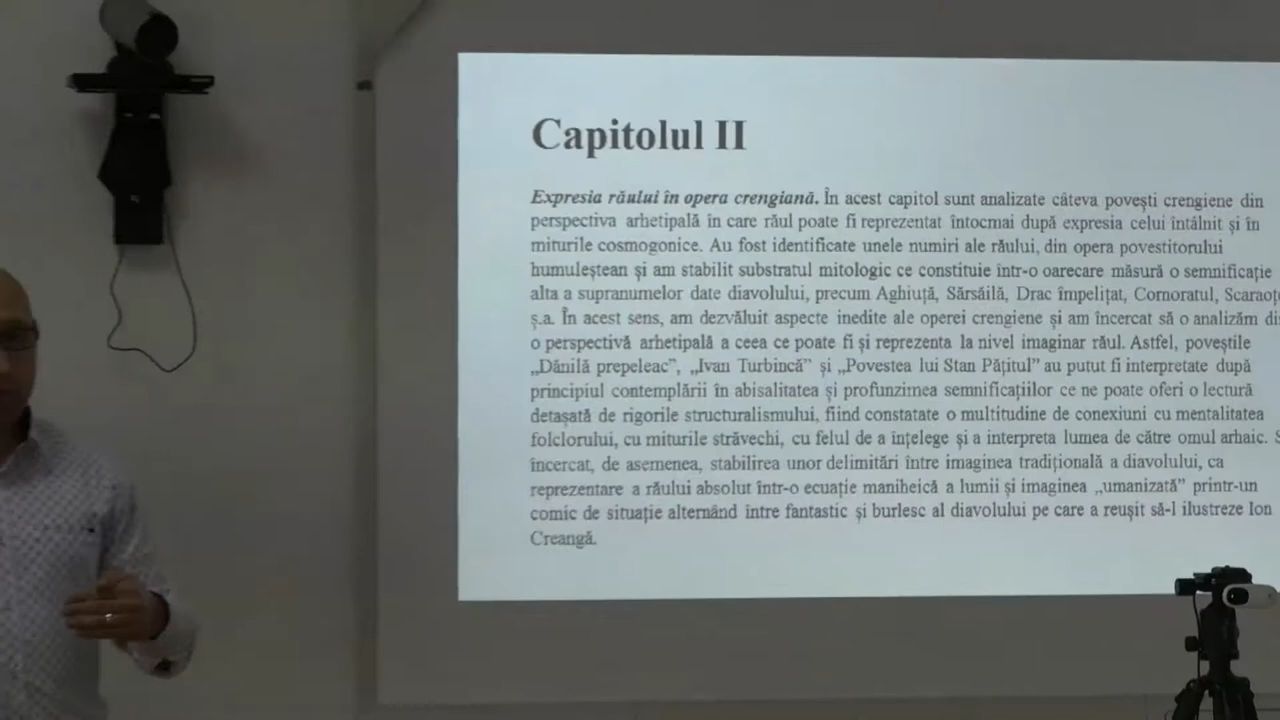 Capitolul II
Expresia răului în opera crengiană. În acest capitol sunt analizate câteva povești crengiene din
perspectiva arhetipală în care răul poate fi reprezentat întocmai după expresia celui întâlnit și în
miturile cosmogonice. Au fost identificate unele numiri ale răului, din opera povestitorului
humuleștean și am stabilit substratul mitologic ce constituie într-o oarecare măsură o semnificație
alta a supranumelor date diavolului, precum Aghiuță, Sărsăilă, Drac împelițat, Cornoratul,
ș.a. În acest sens, am dezvăluit aspecte inedite ale operei crengiene și am încercat să o analizăm
o perspectivă arhetipală a ceea ce poate fi și reprezenta la nivel imaginar răul. Astfel, poveștile
„Dănilă prepeleac”, „Ivan Turbincă” și „Povestea lui Stan Pățitul” au putut fi interpretate după
principiul contemplării în abisalitatea și profunzimea semnificațiilor ce ne poate oferi o lectură
detașată de rigorile structuralismului, fiind constatate o multitudine de conexiuni cu mentalitatea
folclorului, cu miturile străvechi, cu felul de a înțelege și a interpreta lumea de către omul arhaic.
încercat, de asemenea, stabilirea unor delimitări între imaginea tradițională a diavolului, ca
reprezentare a răului absolut într-o ecuație maniheică a lumii și imaginea „umanizată” printr-un
comic de situație alternând între fantastic și burlesc al diavolului pe care a reușit să-l ilustreze Ion
Creangă.